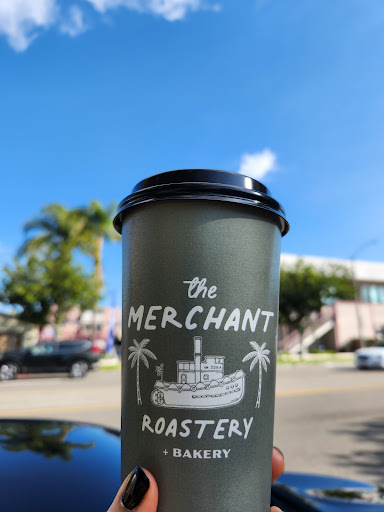 the
MERCHANT
ROASTERY
+ BAKERY